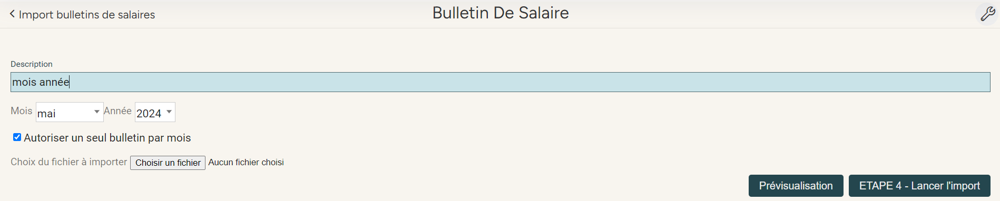 Import bulletins de salaires
Bulletin De Salaire
Description
mois année
Mois mai Année 2024
Autoriser un seul bulletin par mois
Choix du fichier à importer Choisir un fichier Aucun fichier choisi
Prévisualisation ETAPE 4 - Lancer l'import